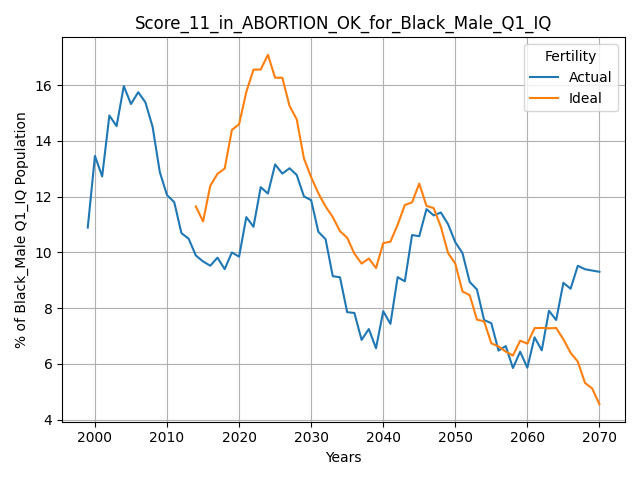 Score_11_in_ABORTION_OK_for_Black_Male_Q1_IQ
Fertility
Actual
Ideal
% of Black_Male Q1_IQ Population
16
14
12
10
8
6
4
2000 2010 2020 2030 2040 2050 2060 2070
Years